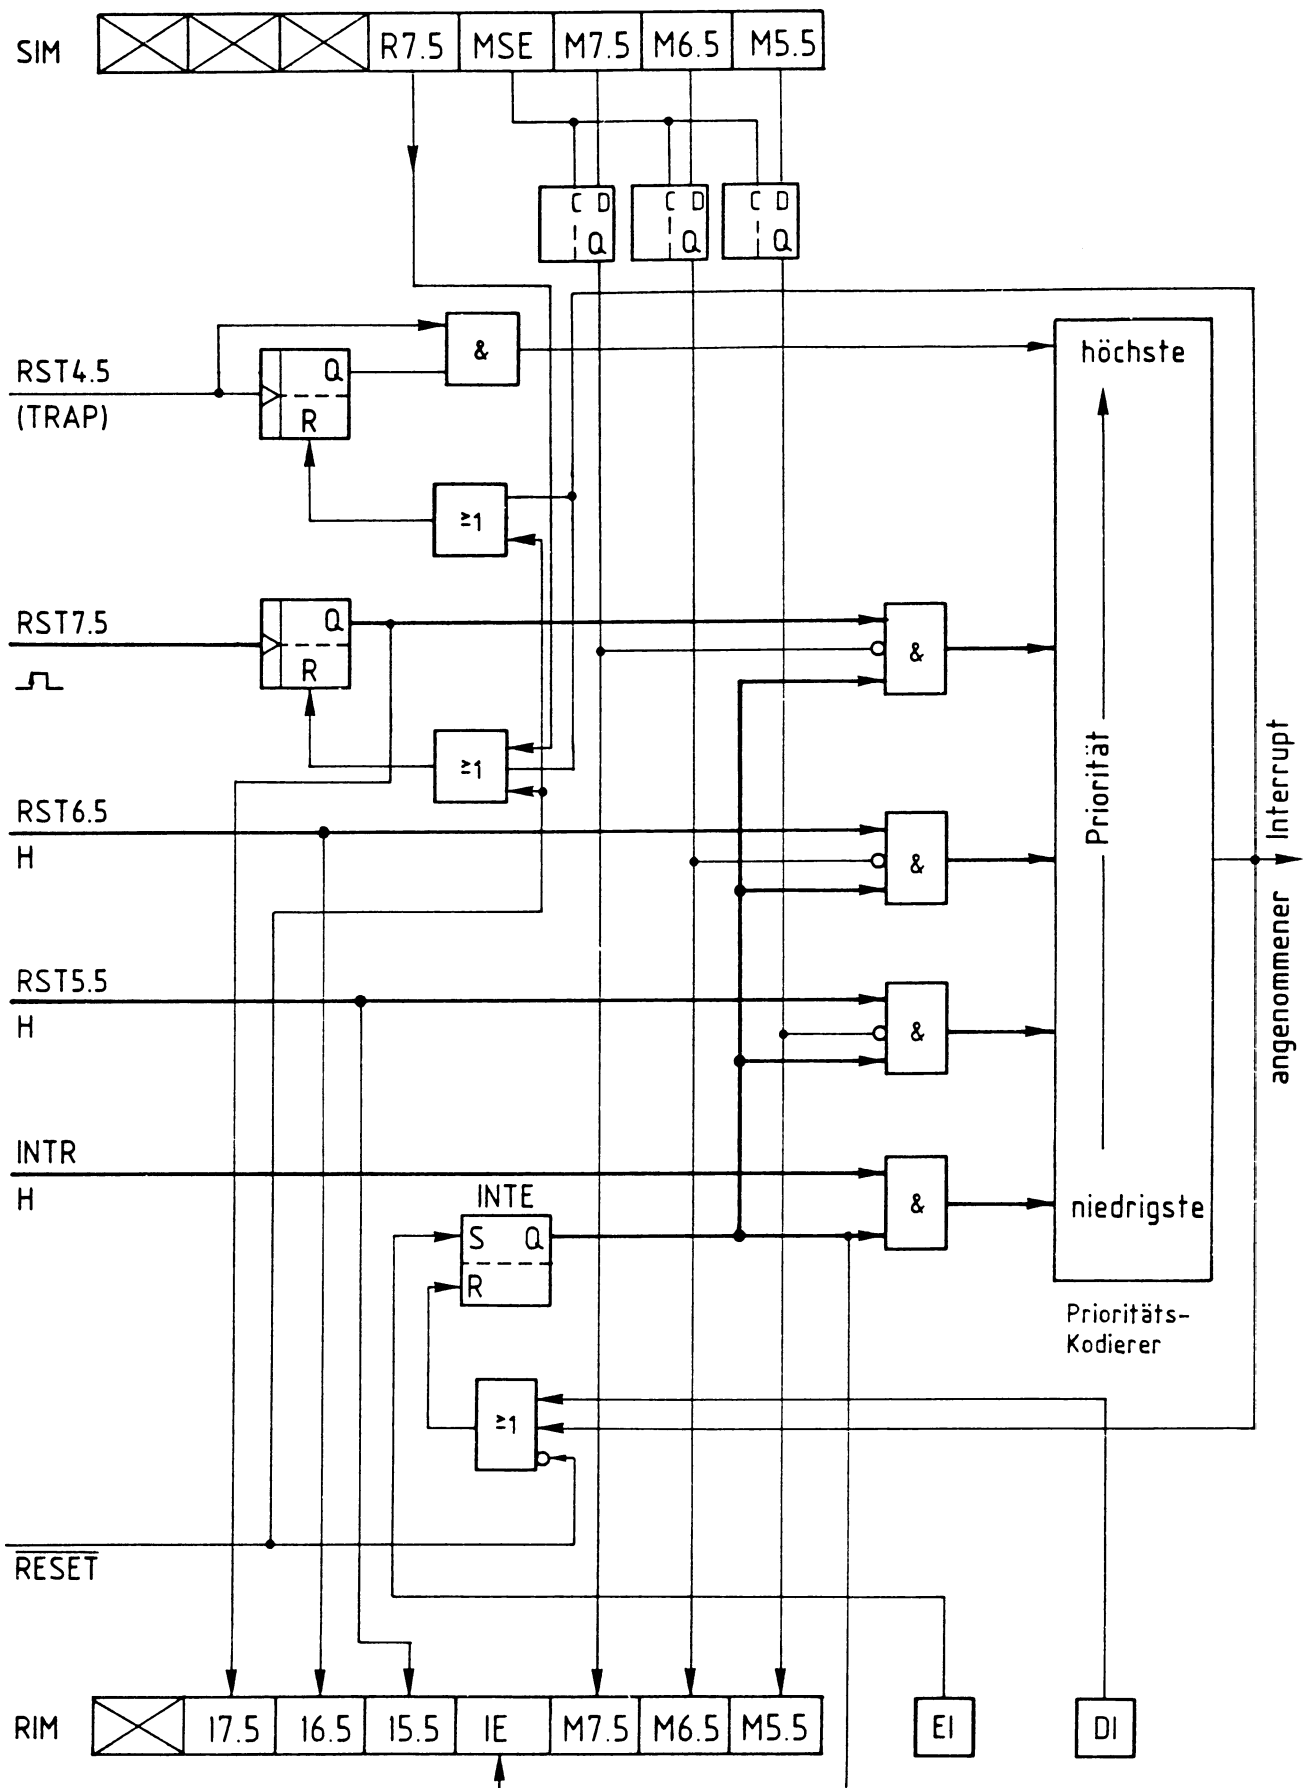 SIM R7.5 MSE M7.5 M6.5 M5.5
C D C D C D
Q Q Q
RST4.5
(TRAP)
Q
R
&
höchste
≥1
RST7.5
Q
R
&
≥1
Priorität
RST6.5
H
&
angenommener Interrupt
RST5.5
H
&
INTR
H
&
niedrigste
INTE
S Q
R
Prioritäts-
Kodierer
≥1
RESET
RIM I7.5 I6.5 I5.5 IE M7.5 M6.5 M5.5 EI DI